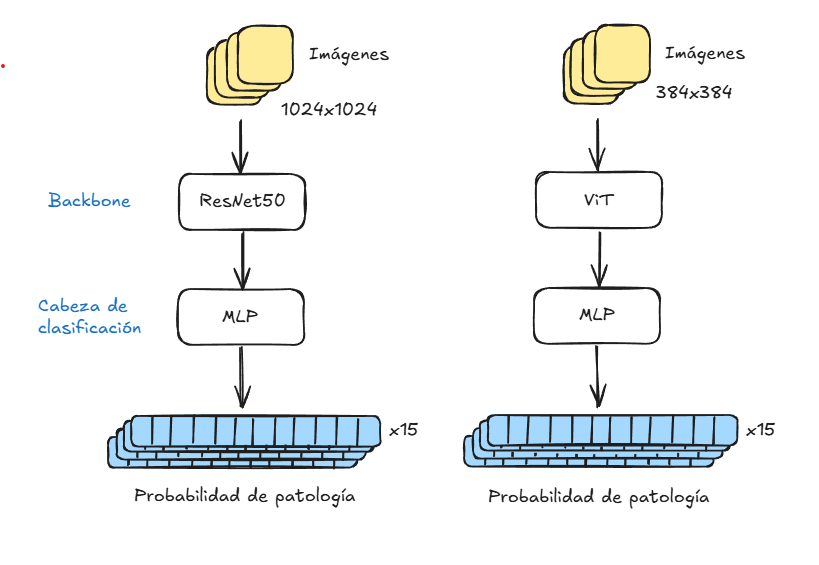 Imágenes
1024x1024
Backbone
ResNet50
Cabeza de
clasificación
MLP
x15
Probabilidad de patología
Imágenes
384x384
ViT
MLP
x15
Probabilidad de patología